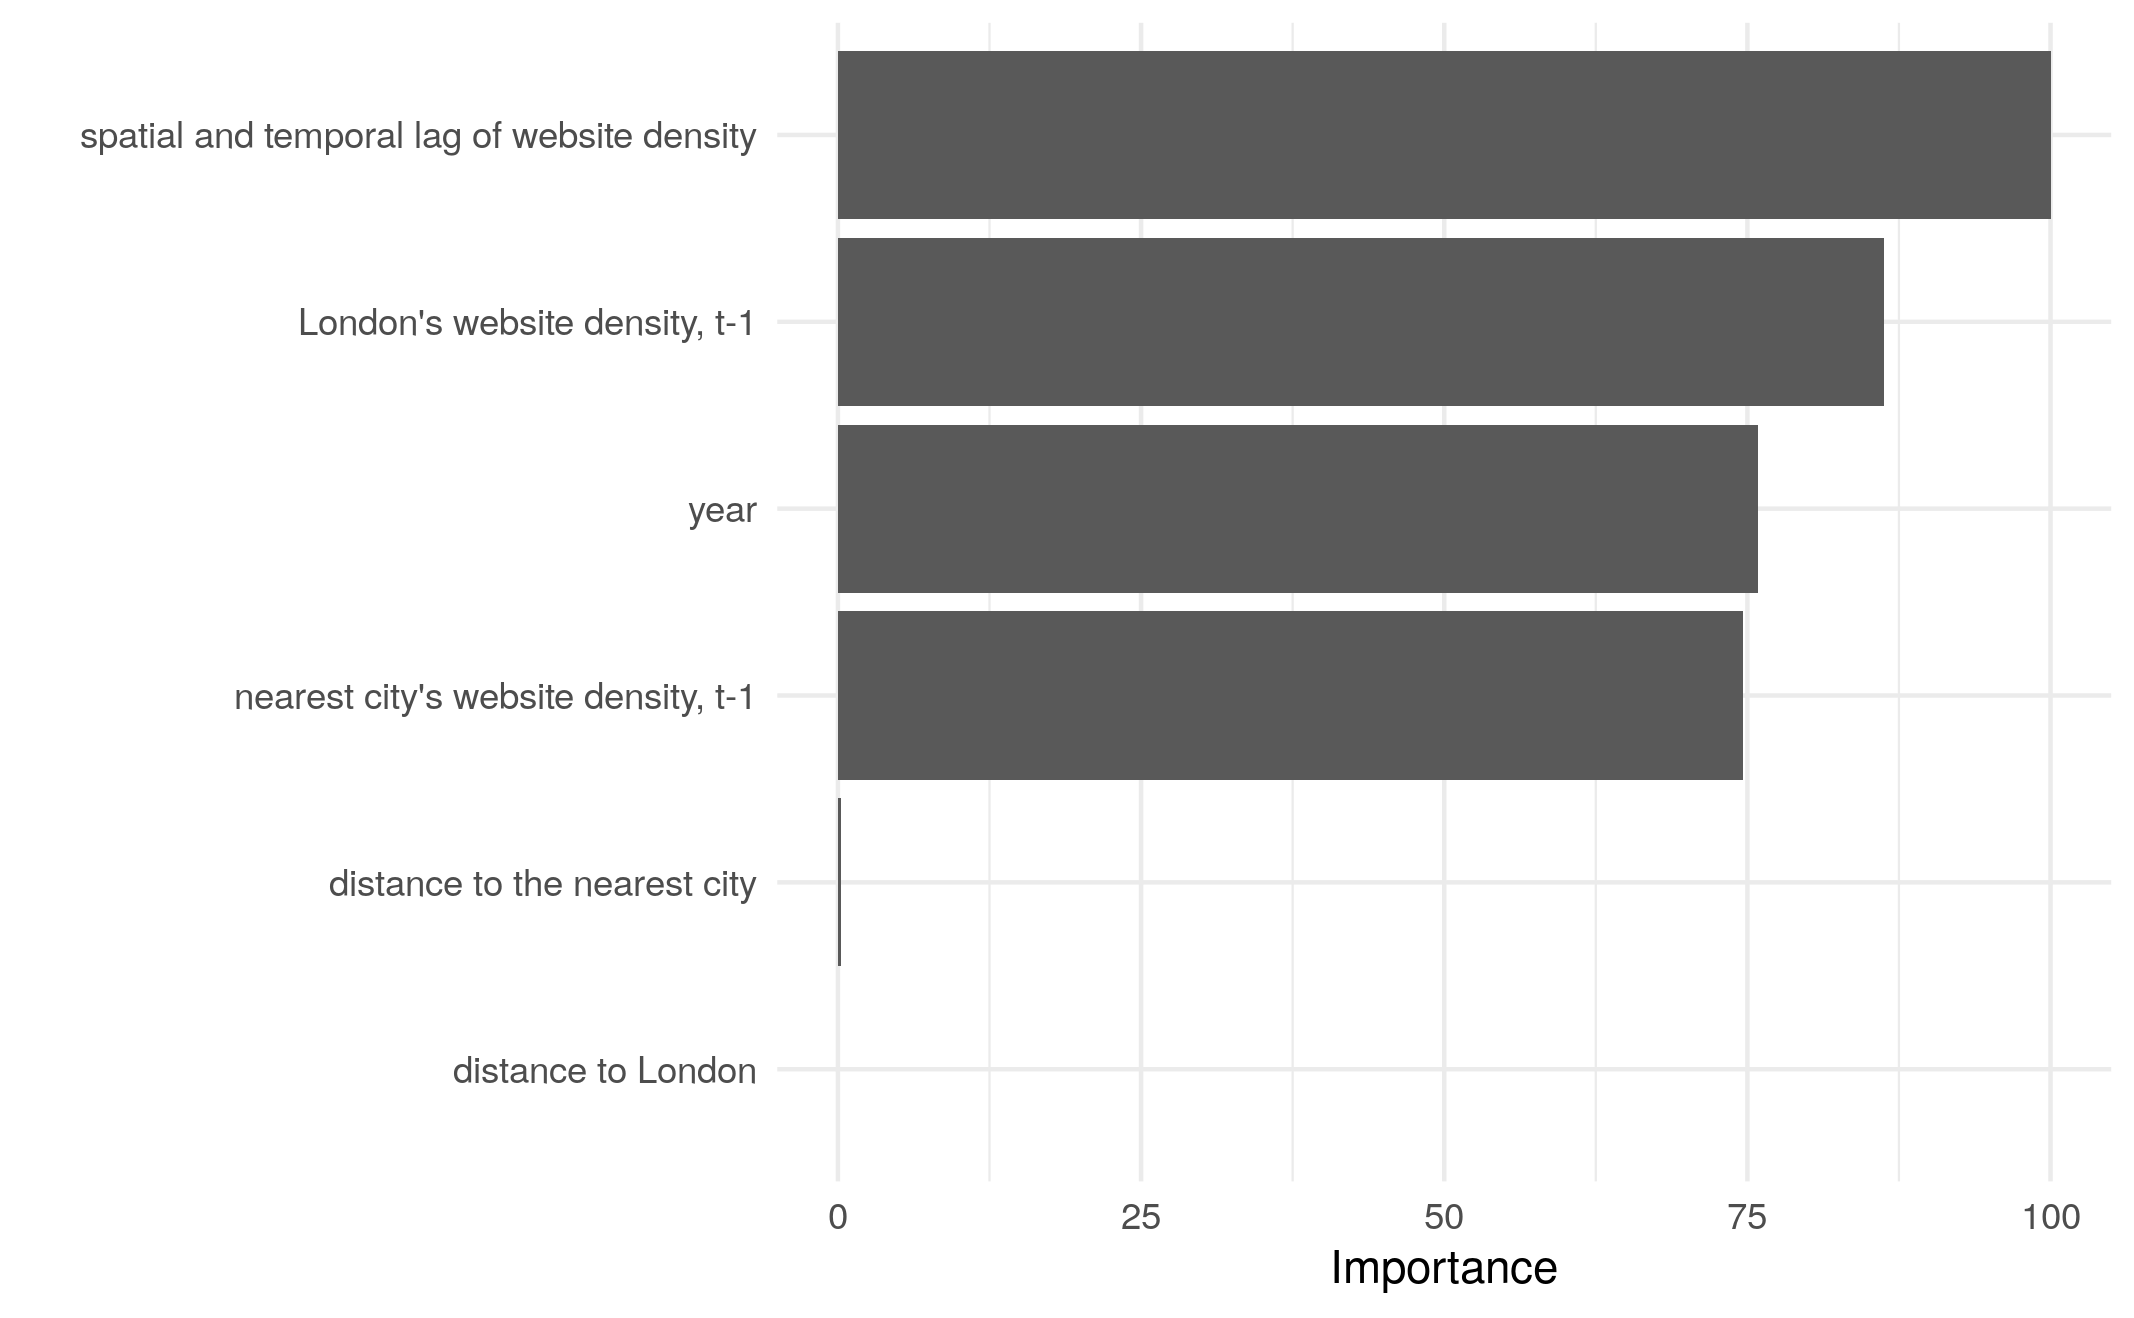 spatial and temporal lag of website density
London's website density, t-1
year
nearest city's website density, t-1
distance to the nearest city
distance to London
0 25 50 75 100
Importance